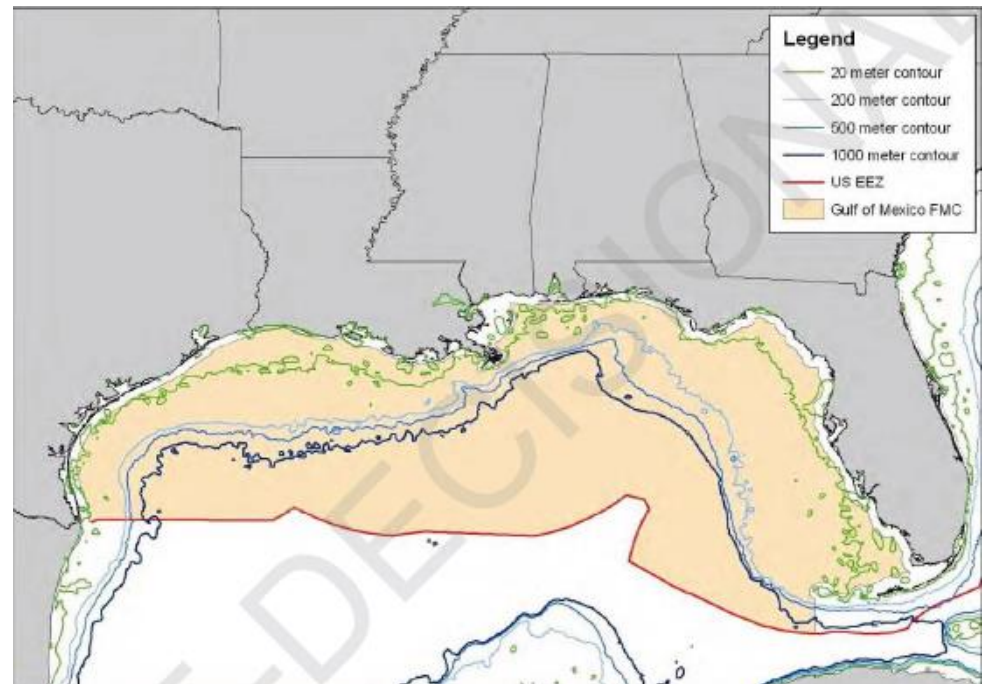 Legend
20 meter contour
200 meter contour
500 meter contour
1000 meter contour
US EEZ
Gulf of Mexico FMC
E-DECISIONAL